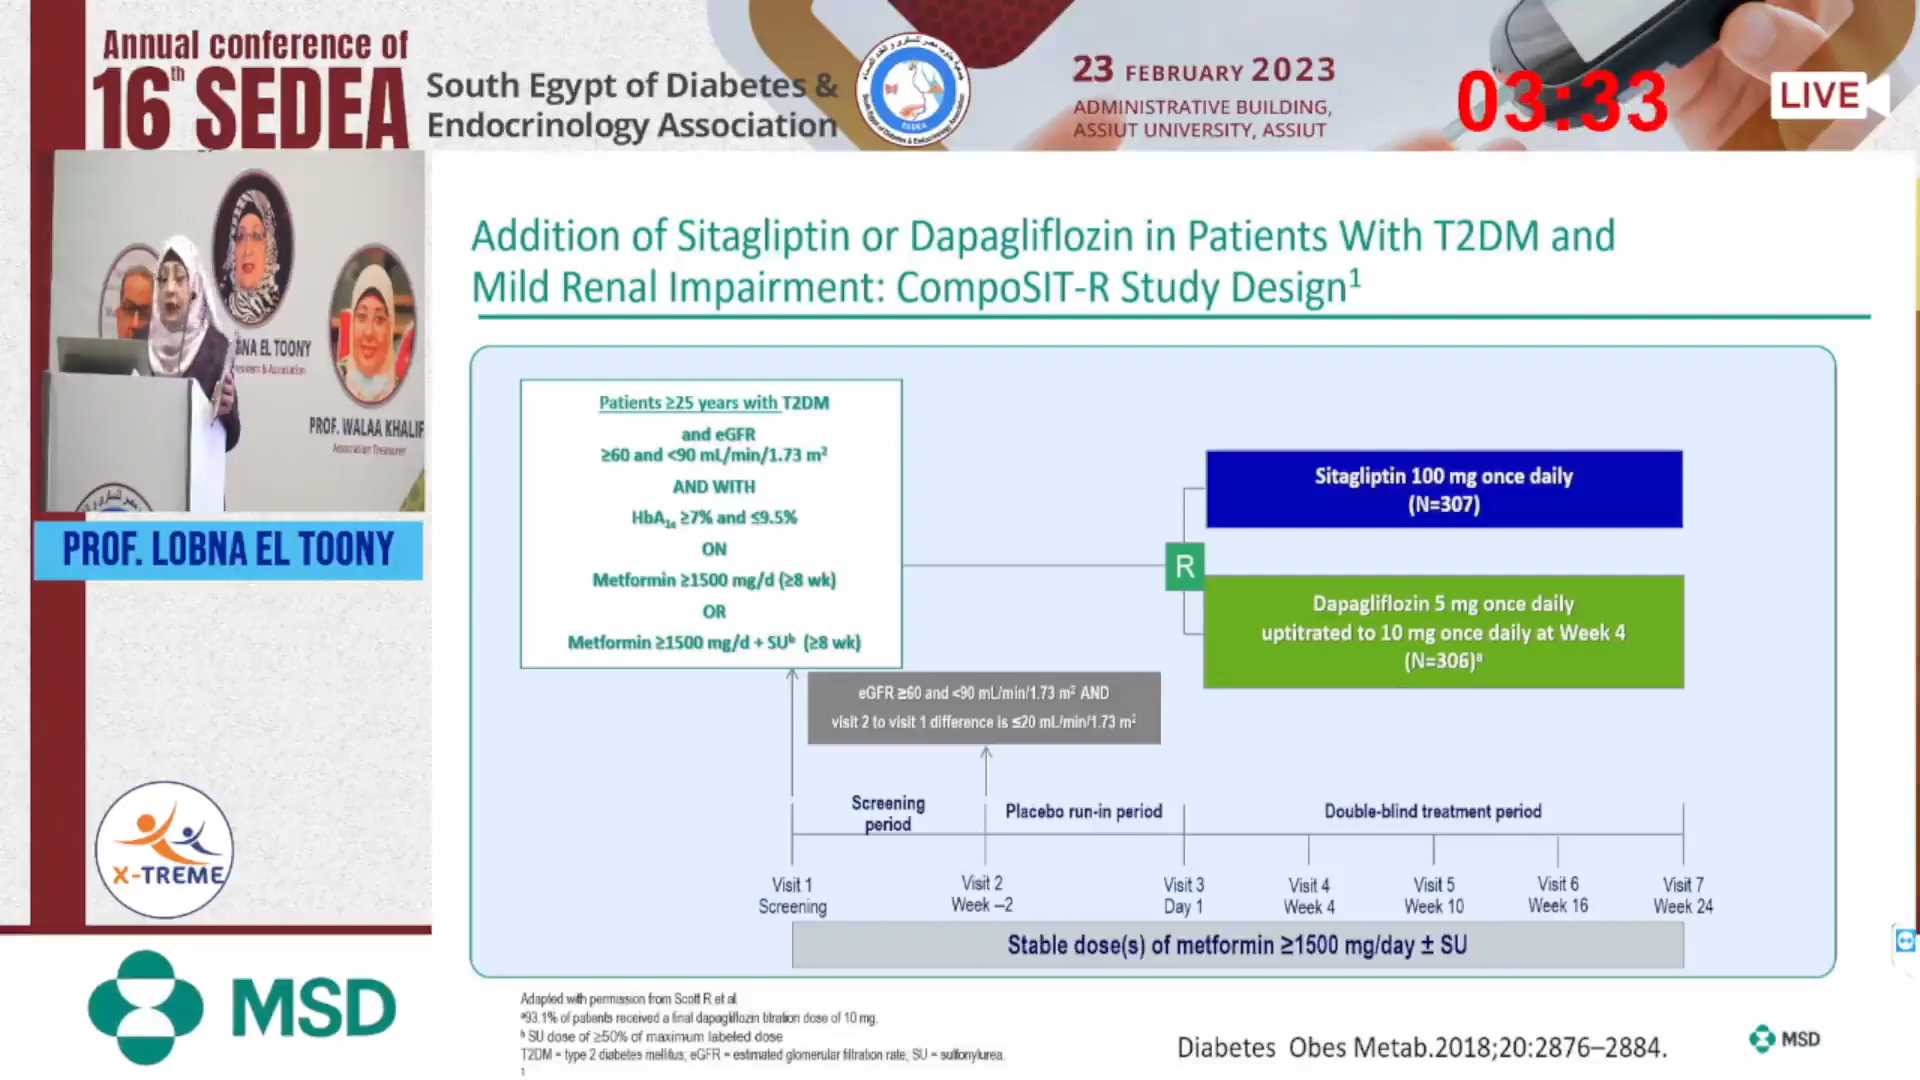 Annual conference of
16th SEDEA
South Egypt of Diabetes &
Endocrinology Association
SEDEA
23 FEBRUARY 2023
ADMINISTRATIVE BUILDING,
ASSIUT UNIVERSITY, ASSIUT
03:33
LIVE
NA EL TOONY
PROF. WALAA KHALIF
Association Treasurer
PROF. LOBNA EL TOONY
X-TREME
MSD
Addition of Sitagliptin or Dapagliflozin in Patients With T2DM and
Mild Renal Impairment: CompoSIT-R Study Design¹
Patients ≥25 years with T2DM
and eGFR
≥60 and <90 mL/min/1.73 m²
AND WITH
HbA1c ≥7% and ≤9.5%
ON
Metformin ≥1500 mg/d (≥8 wk)
OR
Metformin ≥1500 mg/d + SUᵇ (≥8 wk)
R
Sitagliptin 100 mg once daily
(N=307)
Dapagliflozin 5 mg once daily
uptitrated to 10 mg once daily at Week 4
(N=306)ᵃ
eGFR ≥60 and <90 mL/min/1.73 m² AND
visit 2 to visit 1 difference is ≤20 mL/min/1.73 m²
Screening
period
Placebo run-in period
Double-blind treatment period
Visit 1
Screening
Visit 2
Week –2
Visit 3
Day 1
Visit 4
Week 4
Visit 5
Week 10
Visit 6
Week 16
Visit 7
Week 24
Stable dose(s) of metformin ≥1500 mg/day ± SU
Adapted with permission from Scott R et al
ᵃ93.1% of patients received a final dapagliflozin titration dose of 10 mg.
ᵇ SU dose of ≥50% of maximum labeled dose
T2DM = type 2 diabetes mellitus; eGFR = estimated glomerular filtration rate; SU = sulfonylurea.
1
Diabetes Obes Metab.2018;20:2876–2884.
MSD